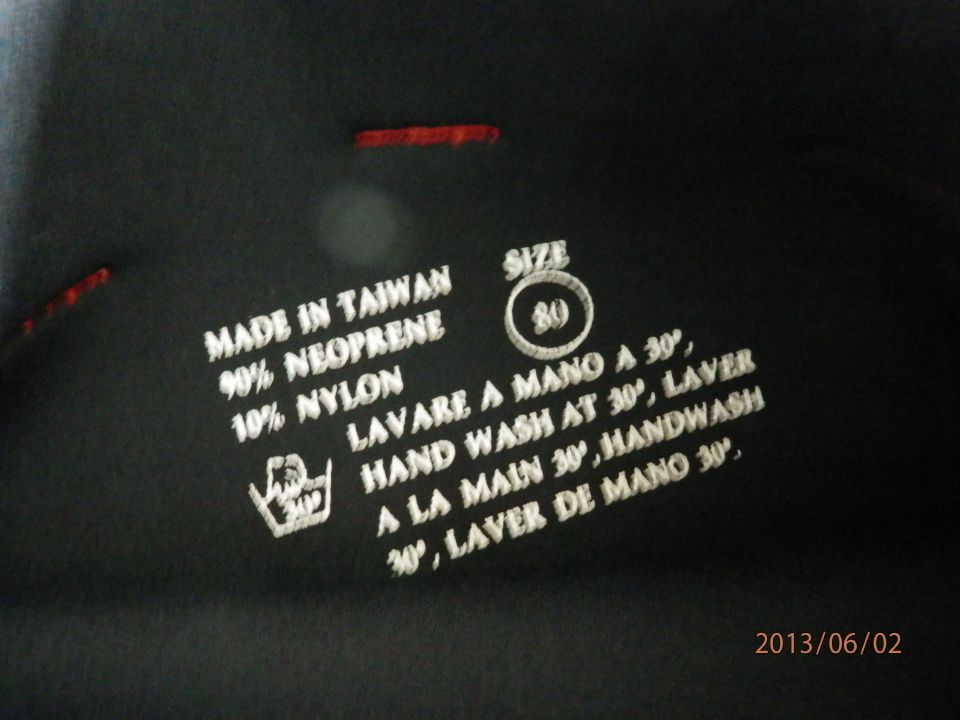 SIZE
80
MADE IN TAIWAN
90% NEOPRENE
10% NYLON
30°
LAVARE A MANO A 30°,
HAND WASH AT 30°, LAVER
A LA MAIN 30°,HANDWASH
30°, LAVER DE MANO 30°.
2013/06/02